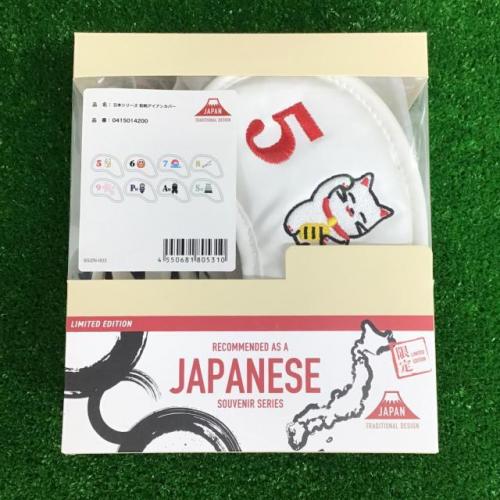 品 名 : 日本シリーズ 和柄アイアンカバー
品 番 : 0415014200
JAPAN
TRADITIONAL DESIGN
5
6
7
8
9
P
A
S
4 550681 805310
5
LIMITED EDITION
RECOMMENDED AS A
JAPANESE
SOUVENIR SERIES
限定
LIMITED EDITION
JAPAN
TRADITIONAL DESIGN